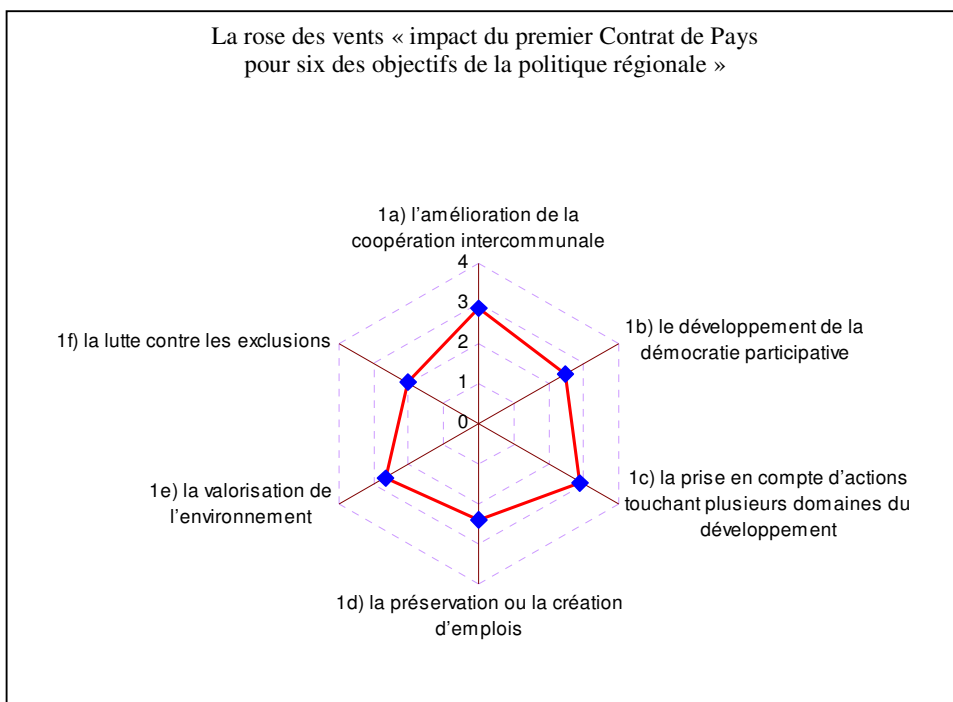 La rose des vents « impact du premier Contrat de Pays
pour six des objectifs de la politique régionale »
1a) l'amélioration de la
coopération intercommunale
4
3
2
1
0
1b) le développement de la
démocratie participative
1c) la prise en compte d'actions
touchant plusieurs domaines du
développement
1d) la préservation ou la création
d'emplois
1e) la valorisation de
l'environnement
1f) la lutte contre les exclusions